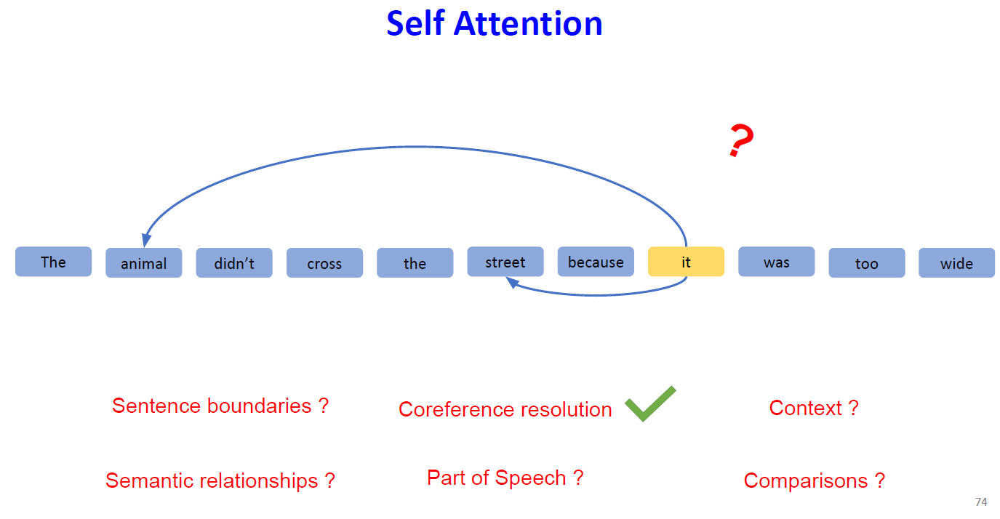 Self Attention
?
The animal didn’t cross the street because it was too wide
Sentence boundaries ? Coreference resolution Context ?
Semantic relationships ? Part of Speech ? Comparisons ?
74